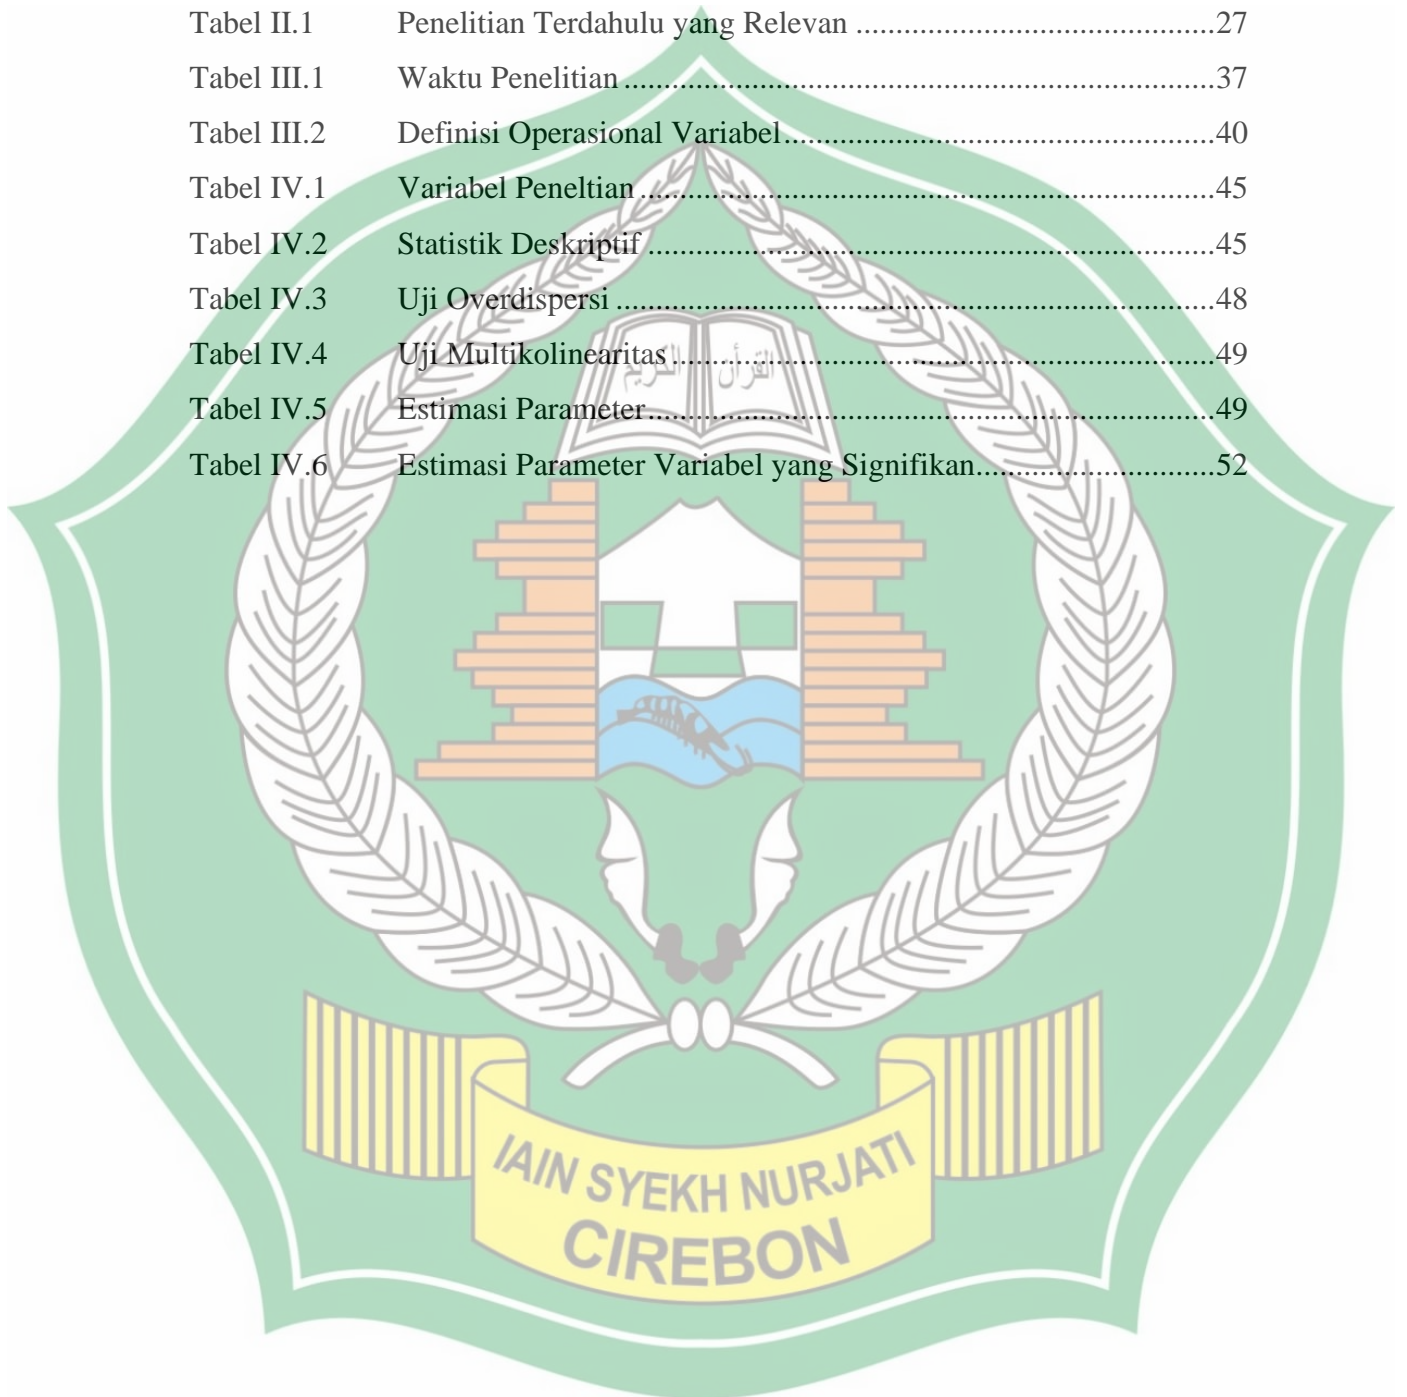 Tabel II.1 Penelitian Terdahulu yang Relevan ........................................27
Tabel III.1 Waktu Penelitian ..................................................................37
Tabel III.2 Definisi Operasional Variabel................................................40
Tabel IV.1 Variabel Peneltian ................................................................45
Tabel IV.2 Statistik Deskriptif ...............................................................45
Tabel IV.3 Uji Overdispersi ...................................................................48
Tabel IV.4 Uji Multikolinearitas .............................................................49
Tabel IV.5 Estimasi Parameter...............................................................49
Tabel IV.6 Estimasi Parameter Variabel yang Signifikan...........................52
القرآن الكريم
IAIN SYEKH NURJATI
CIREBON